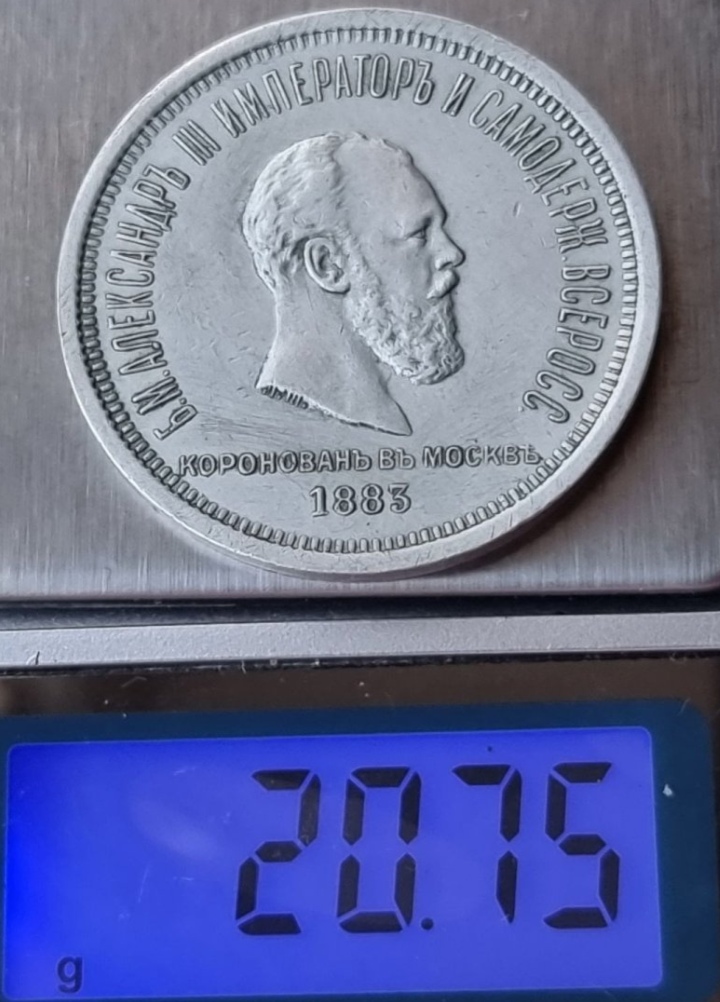 Б.М.АЛЕКСАНДРЪ III ИМПЕРАТОРЪ И САМОДЕРЖ.ВСЕРОСС.
КОРОНОВАНЪ ВЪ МОСКВѢ
1883
20.75
g